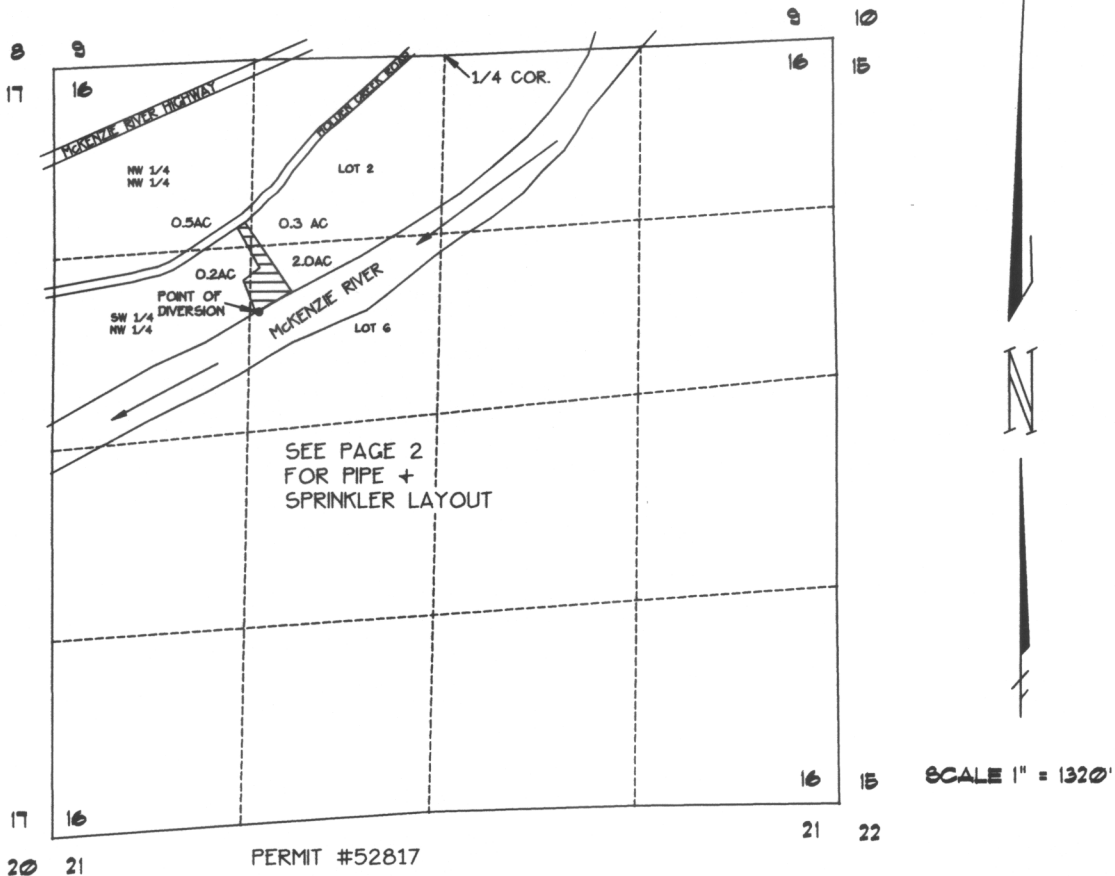 9 10
8 9
16 15
1/4 COR.
17 16
McKENZIE RIVER HIGHWAY
HOLDEN CREEK ROAD
NW 1/4
NW 1/4
LOT 2
0.5AC
0.3 AC
2.0AC
0.2AC
POINT OF
DIVERSION
SW 1/4
NW 1/4
McKENZIE RIVER
LOT 6
N
SEE PAGE 2
FOR PIPE +
SPRINKLER LAYOUT
16 15
SCALE 1" = 1320'
17 16
21 22
20 21
PERMIT #52817